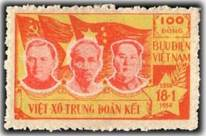 100
ĐỒNG
BƯU ĐIỆN
VIỆT NAM
18-1
1954
VIỆT-XÔ TRUNG ĐOÀN KẾT